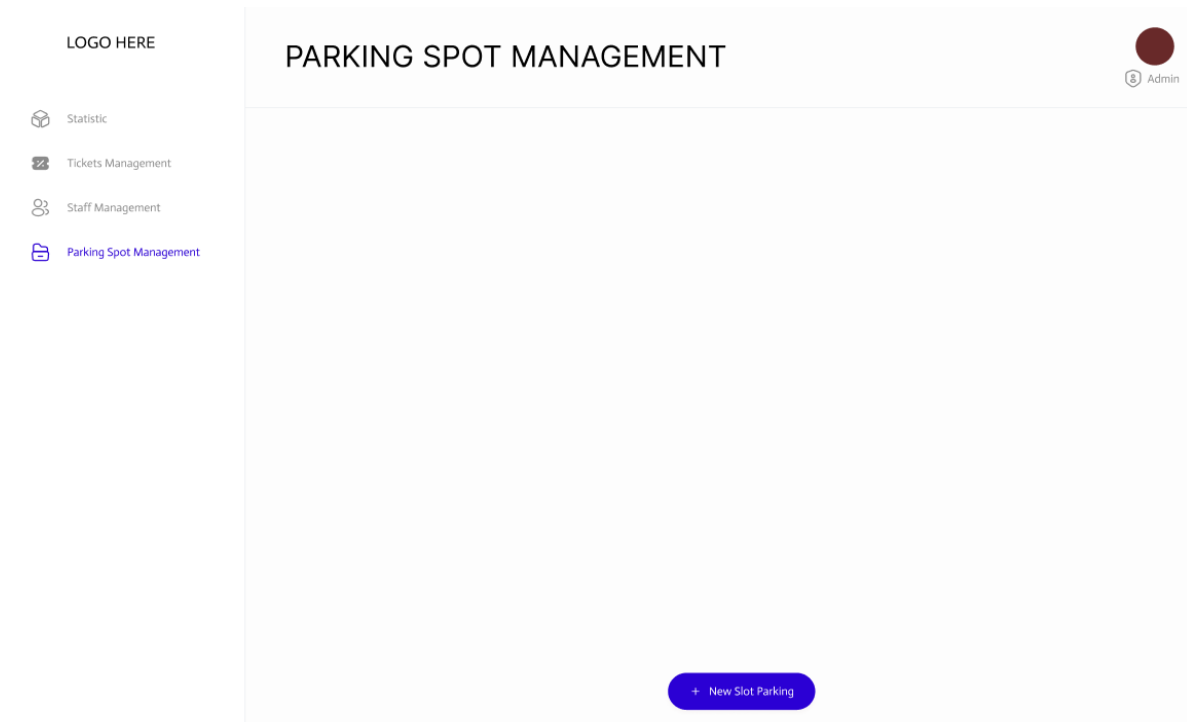 LOGO HERE
PARKING SPOT MANAGEMENT
Admin
Statistic
Tickets Management
Staff Management
Parking Spot Management
+ New Slot Parking